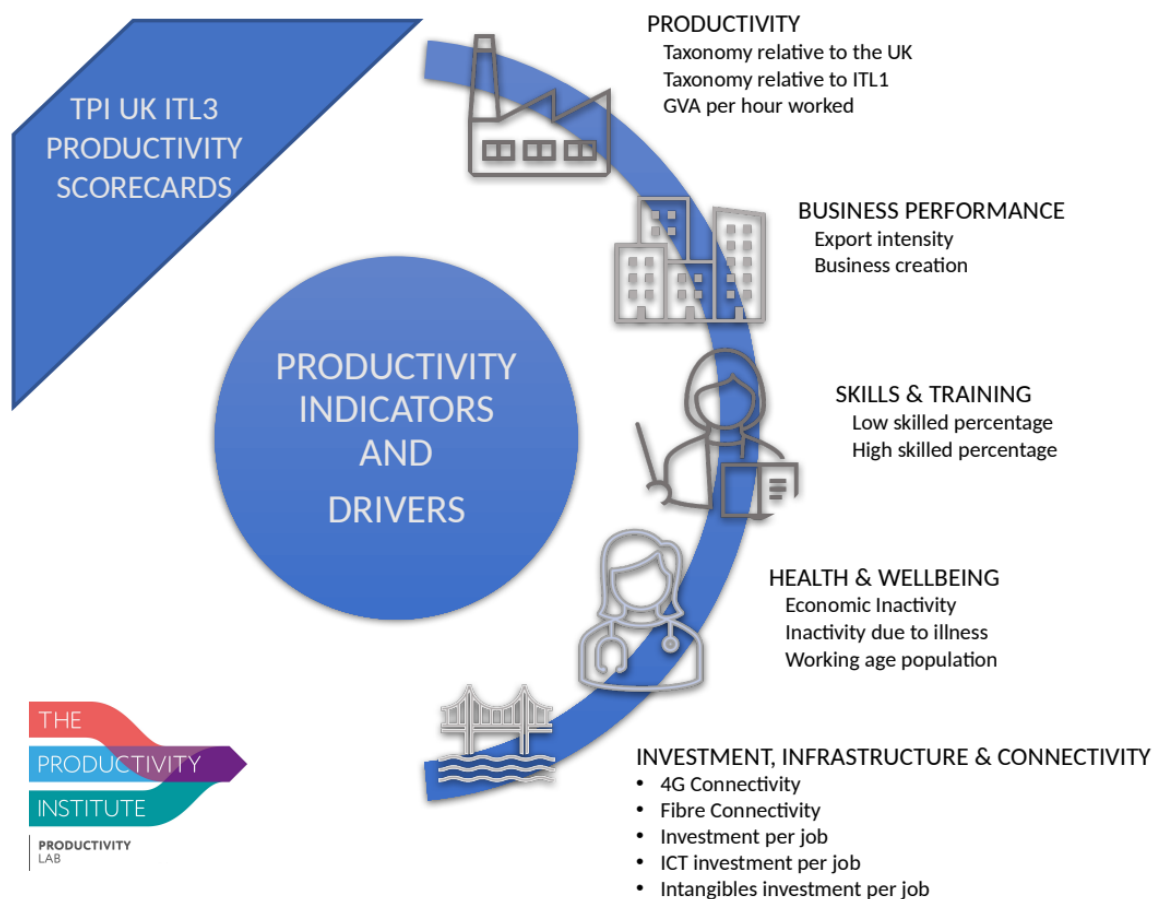 TPI UK ITL3
PRODUCTIVITY
SCORECARDS
PRODUCTIVITY
INDICATORS
AND
DRIVERS
PRODUCTIVITY
Taxonomy relative to the UK
Taxonomy relative to ITL1
GVA per hour worked
BUSINESS PERFORMANCE
Export intensity
Business creation
SKILLS & TRAINING
Low skilled percentage
High skilled percentage
HEALTH & WELLBEING
Economic Inactivity
Inactivity due to illness
Working age population
INVESTMENT, INFRASTRUCTURE & CONNECTIVITY
• 4G Connectivity
• Fibre Connectivity
• Investment per job
• ICT investment per job
• Intangibles investment per job
THE
PRODUCTIVITY
INSTITUTE
PRODUCTIVITY
LAB